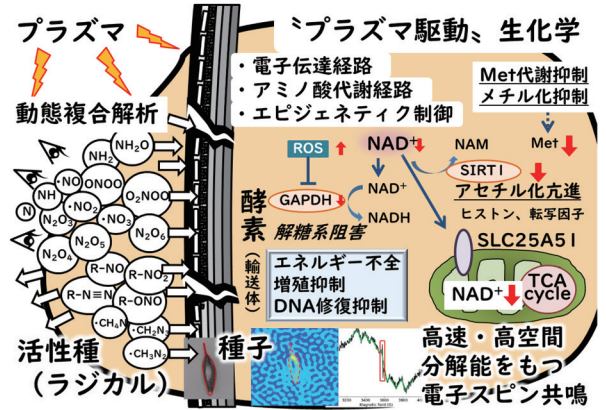 プラズマ
〝プラズマ駆動〟生化学
・電子伝達経路
・アミノ酸代謝経路
・エピジェネティク制御
動態複合解析
Met代謝抑制
メチル化抑制
NH₂O
NH₂
•NO
ONOO
NH
N
•NO₂
O₂NOO
N₂O₃
•NO₃
N₂O₆
N₂O₄
N₂O₅
R-NO
R-NO₂
R-N≡N
R-ONO
•CH₄N
•CH₂N₃
•CH₃N₂
活性種
(ラジカル)
ROS
NAD⁺
NAM
Met
SIRT1
アセチル化亢進
ヒストン、転写因子
NAD⁺
GAPDH
NADH
解糖系阻害
酵素
(輸送体)
エネルギー不全
増殖抑制
DNA修復抑制
SLC25A51
NAD⁺
TCA
cycle
種子
高速・高空間
分解能をもつ
電子スピン共鳴